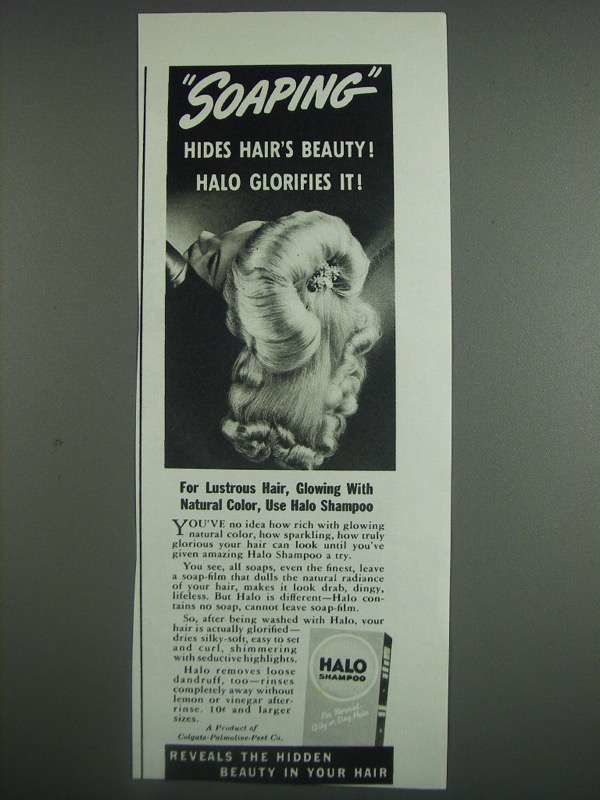 "SOAPING"
HIDES HAIR'S BEAUTY!
HALO GLORIFIES IT!
For Lustrous Hair, Glowing With
Natural Color, Use Halo Shampoo
YOU'VE no idea how rich with glowing
natural color, how sparkling, how truly
glorious your hair can look until you've
given amazing Halo Shampoo a try.
You see, all soaps, even the finest, leave
a soap-film that dulls the natural radiance
of your hair, makes it look drab, dingy,
lifeless. But Halo is different—Halo con-
tains no soap, cannot leave soap-film.
So, after being washed with Halo, your
hair is actually glorified—
dries silky-soft, easy to set
and curl, shimmering
with seductive highlights.
Halo removes loose
dandruff, too—rinses
completely away without
lemon or vinegar after-
rinse. 10¢ and larger
sizes.
A Product of
Colgate-Palmolive-Peet Co.
HALO
SHAMPOO
For Normal,
Oily or Dry Hair
REVEALS THE HIDDEN
BEAUTY IN YOUR HAIR